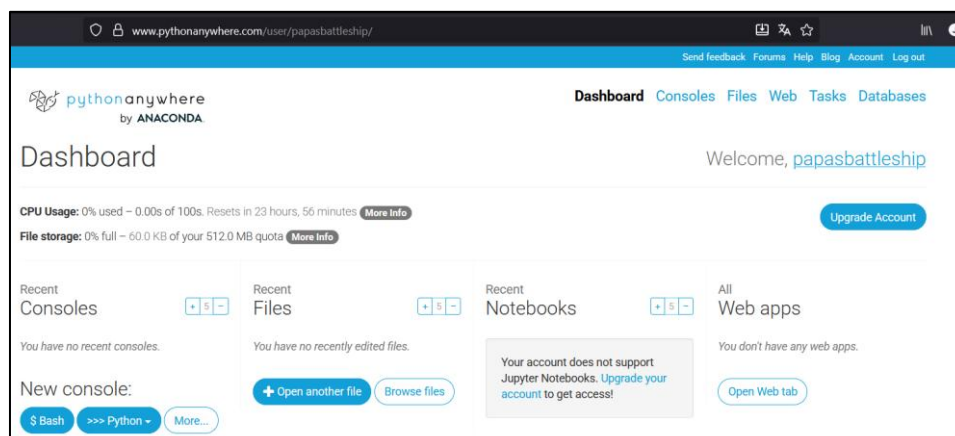 www.pythonanywhere.com/user/papasbattleship/
Send feedback Forums Help Blog Account Log out
pythonanywhere
by ANACONDA.
Dashboard Consoles Files Web Tasks Databases
Dashboard
Welcome, papasbattleship
CPU Usage: 0% used – 0.00s of 100s. Resets in 23 hours, 56 minutes More Info
Upgrade Account
File storage: 0% full – 60.0 KB of your 512.0 MB quota More Info
Recent
Consoles
+ 5 −
You have no recent consoles.
New console:
$ Bash >>> Python More...
Recent
Files
+ 5 −
You have no recently edited files.
+ Open another file Browse files
Recent
Notebooks
+ 5 −
Your account does not support
Jupyter Notebooks. Upgrade your
account to get access!
All
Web apps
You don't have any web apps.
Open Web tab